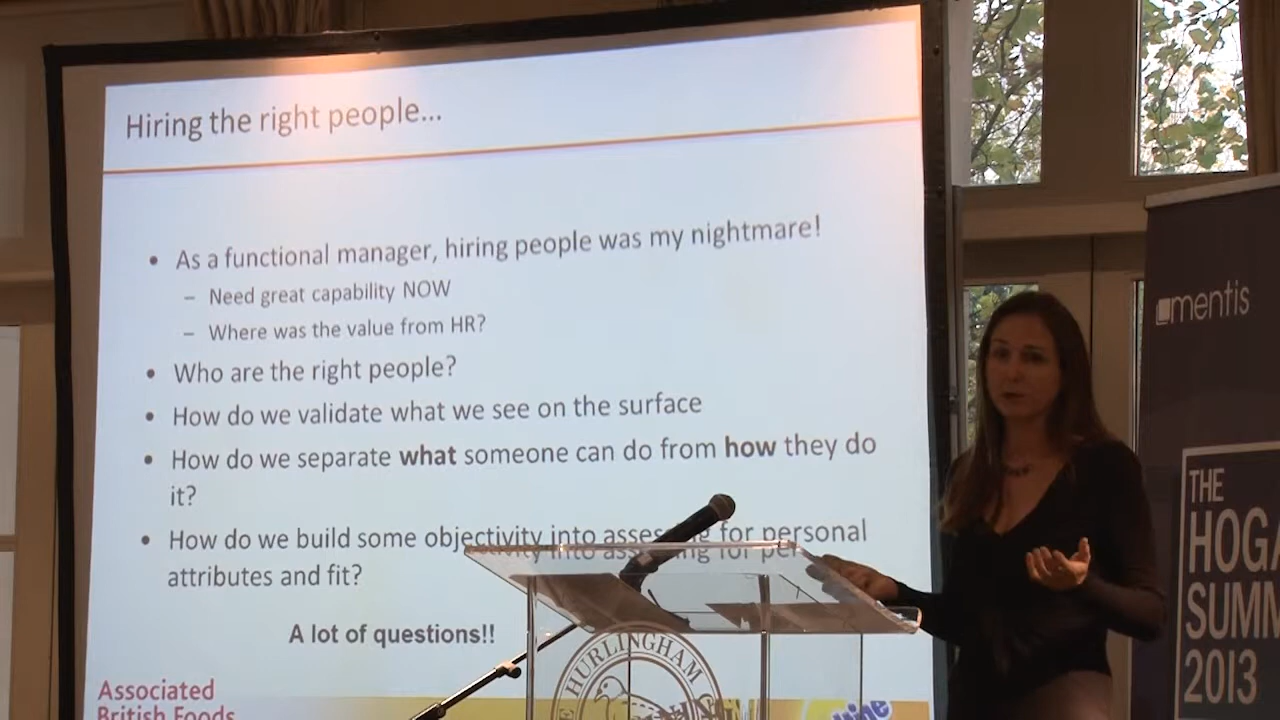 Hiring the right people...
• As a functional manager, hiring people was my nightmare!
– Need great capability NOW
– Where was the value from HR?
• Who are the right people?
• How do we validate what we see on the surface
• How do we separate what someone can do from how they do
it?
• How do we build some objectivity into assessing for personal
attributes and fit?
A lot of questions!!
Associated
British Foods
HURLINGHAM
mentis
THE
HOGA
SUMM
2013